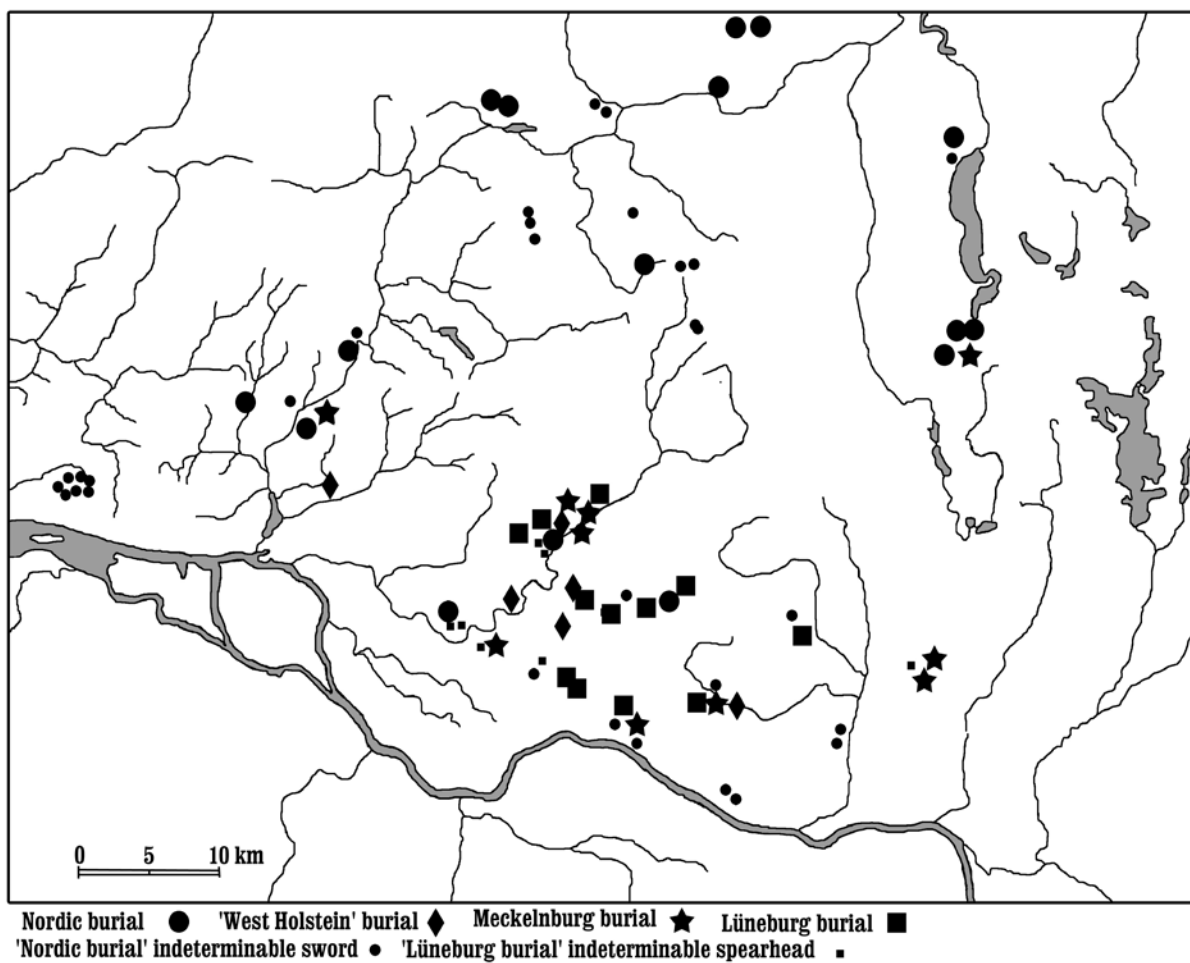 0 5 10 km
Nordic burial 'West Holstein' burial Meckelnburg burial Lüneburg burial
'Nordic burial' indeterminable sword 'Lüneburg burial' indeterminable spearhead